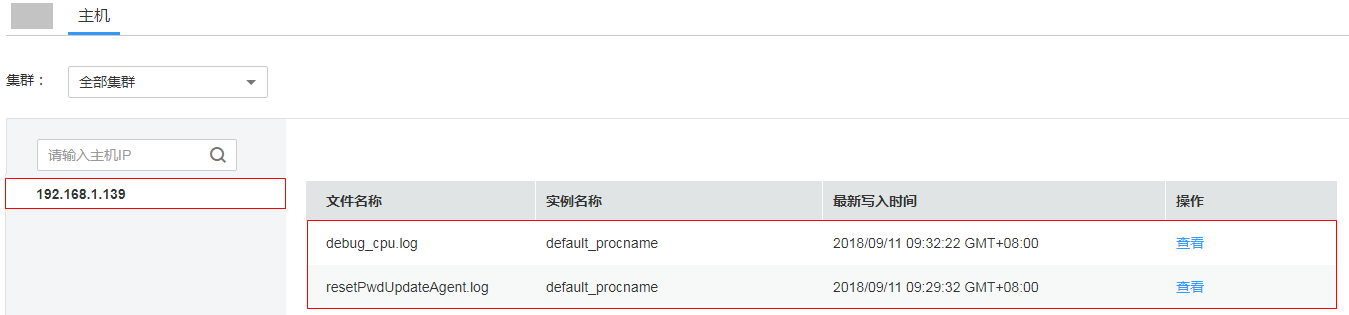 主机
集群： 全部集群
请输入主机IP
192.168.1.139
文件名称 实例名称 最新写入时间 操作
debug_cpu.log default_procname 2018/09/11 09:32:22 GMT+08:00 查看
resetPwdUpdateAgent.log default_procname 2018/09/11 09:29:32 GMT+08:00 查看